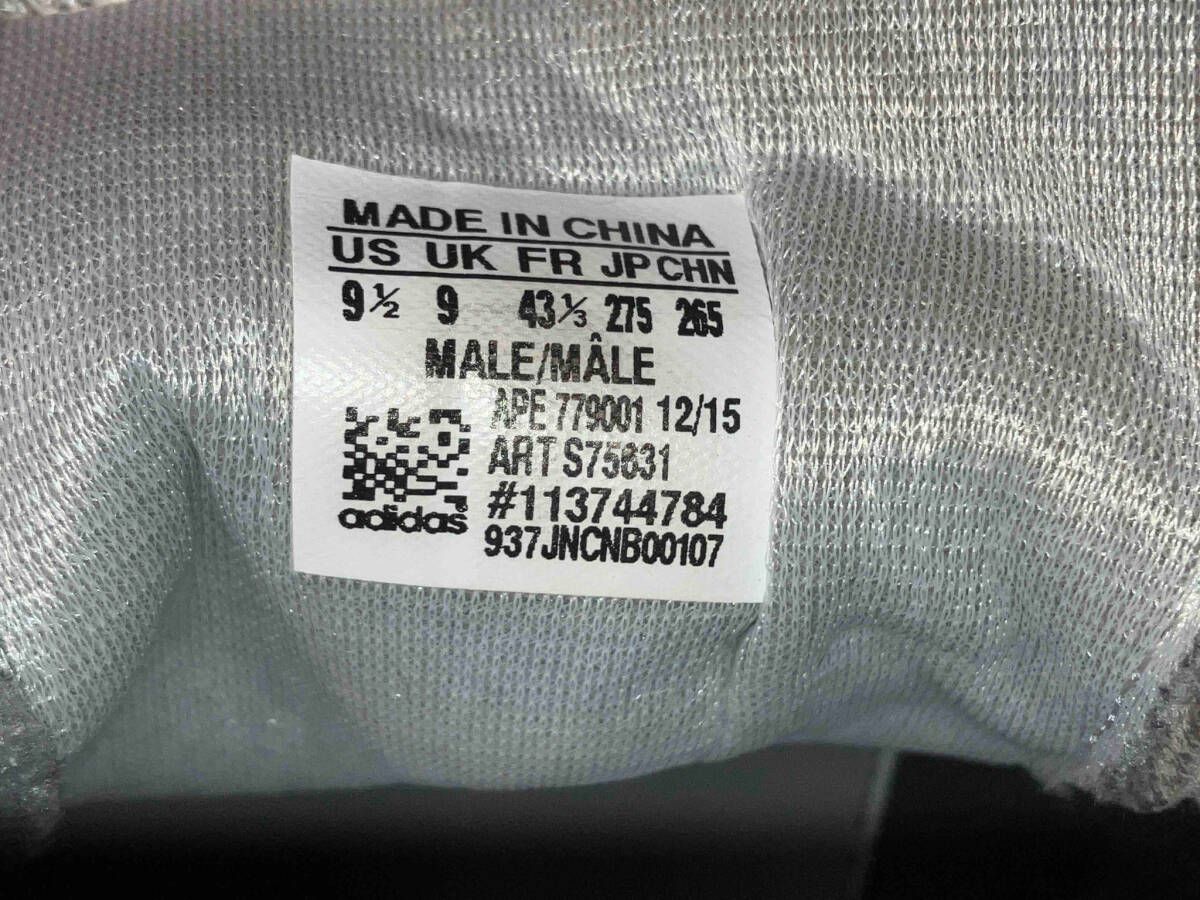 MADE IN CHINA
US UK FR JP CHN
9½ 9 43⅓ 275 265
MALE/MÂLE
APE 779001 12/15
ART S75831
#113744784
937JNCNB00107
adidas